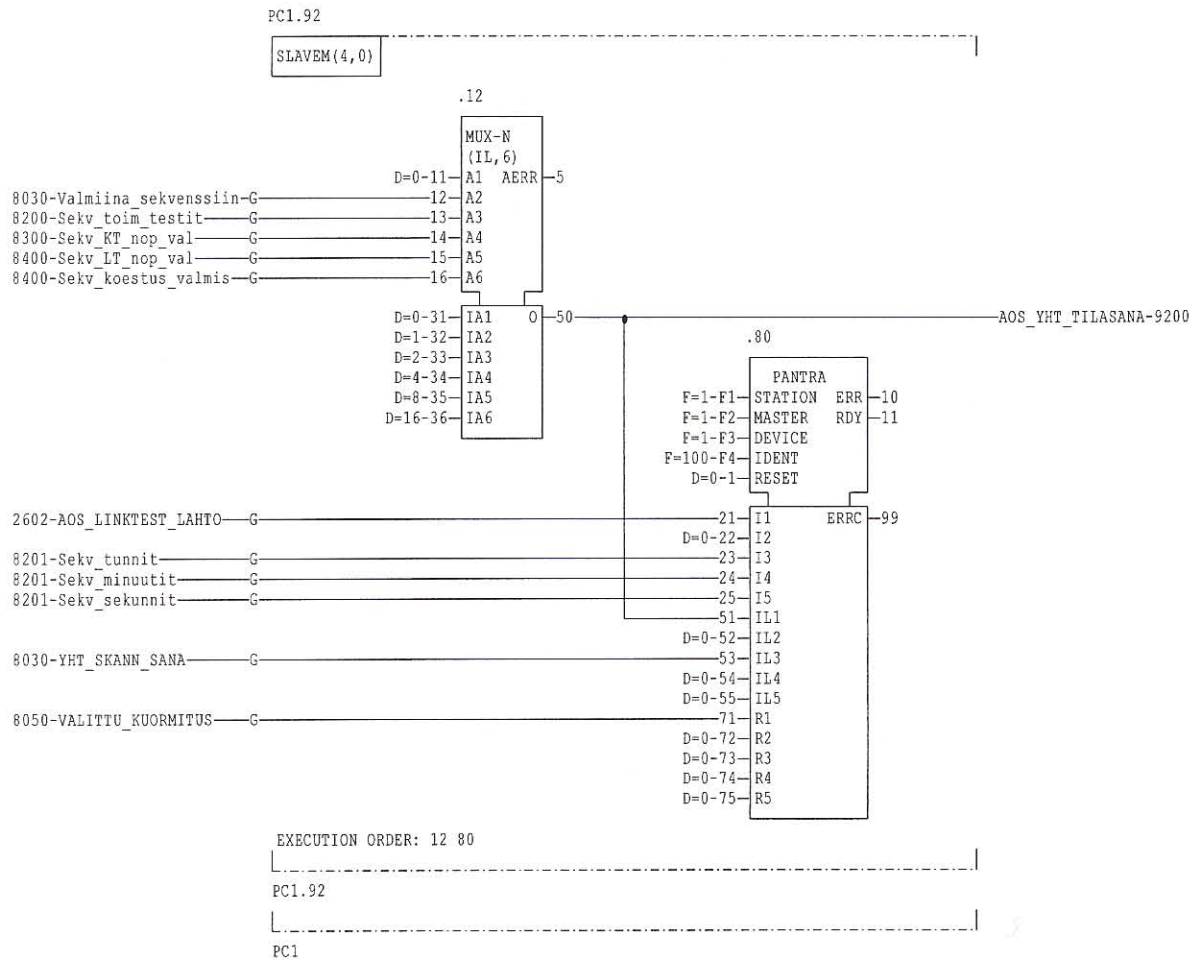 PC1.92
SLAVEM(4,0)
.12
MUX-N
(IL,6)
D=0-11-A1 AERR-5
8030-Valmiina_sekvenssiin-G 12-A2
8200-Sekv_toim_testit-G 13-A3
8300-Sekv_KT_nop_val-G 14-A4
8400-Sekv_LT_nop_val-G 15-A5
8400-Sekv_koestus_valmis-G 16-A6
D=0-31-IA1 O-50 AOS_YHT_TILASANA-9200
D=1-32-IA2
D=2-33-IA3
D=4-34-IA4
D=8-35-IA5
D=16-36-IA6
.80
PANTRA
F=1-F1-STATION ERR-10
F=1-F2-MASTER RDY-11
F=1-F3-DEVICE
F=100-F4-IDENT
D=0-1-RESET
2602-AOS_LINKTEST_LAHTO-G 21-I1 ERRC-99
D=0-22-I2
8201-Sekv_tunnit-G 23-I3
8201-Sekv_minuutit-G 24-I4
8201-Sekv_sekunnit-G 25-I5
51-IL1
D=0-52-IL2
8030-YHT_SKANN_SANA-G 53-IL3
D=0-54-IL4
D=0-55-IL5
8050-VALITTU_KUORMITUS-G 71-R1
D=0-72-R2
D=0-73-R3
D=0-74-R4
D=0-75-R5
EXECUTION ORDER: 12 80
PC1.92
PC1